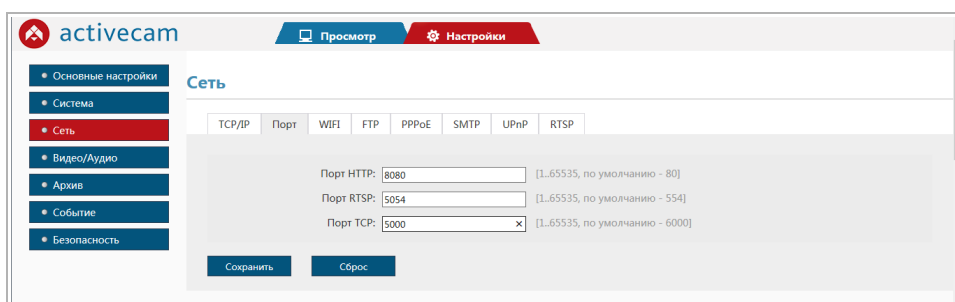 activecam
Просмотр
Настройки
Основные настройки
Система
Сеть
Видео/Аудио
Архив
Событие
Безопасность
Сеть
TCP/IP Порт WIFI FTP PPPoE SMTP UPnP RTSP
Порт HTTP: 8080 [1..65535, по умолчанию - 80]
Порт RTSP: 5054 [1..65535, по умолчанию - 554]
Порт TCP: 5000 × [1..65535, по умолчанию - 6000]
Сохранить Сброс